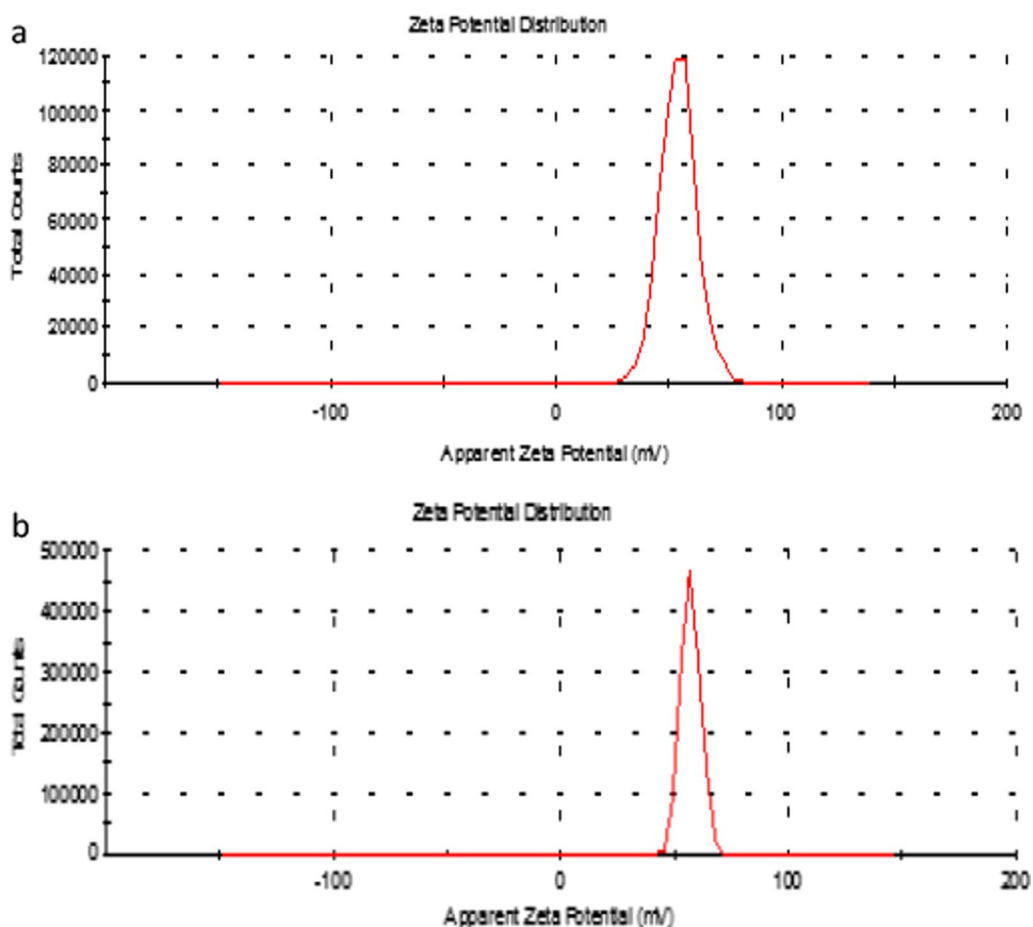 a
Zeta Potential Distribution
120000
100000
80000
60000
40000
20000
0
Total Counts
-100 0 100 200
Apparent Zeta Potential (mV)
b
Zeta Potential Distribution
500000
400000
300000
200000
100000
0
Total Counts
-100 0 100 200
Apparent Zeta Potential (mV)